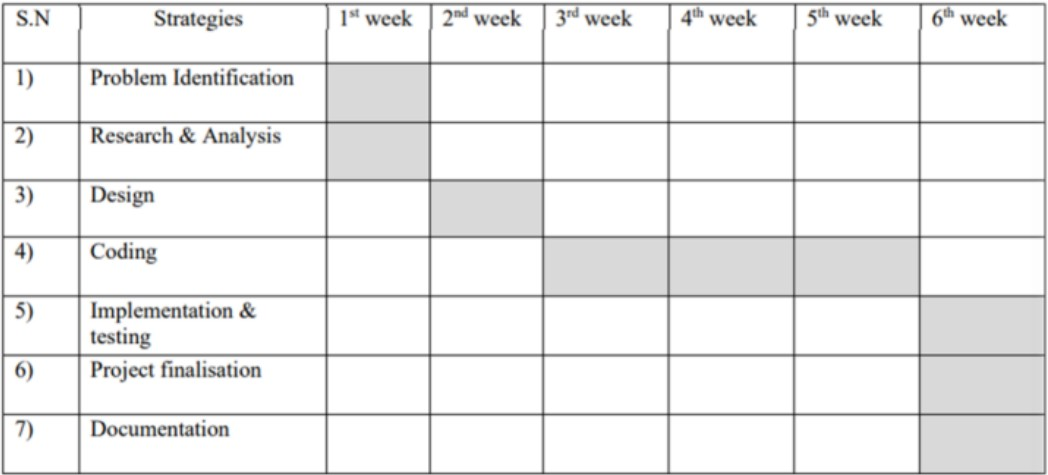 S.N Strategies 1st week 2nd week 3rd week 4th week 5th week 6th week
1) Problem Identification
2) Research & Analysis
3) Design
4) Coding
5) Implementation &
testing
6) Project finalisation
7) Documentation